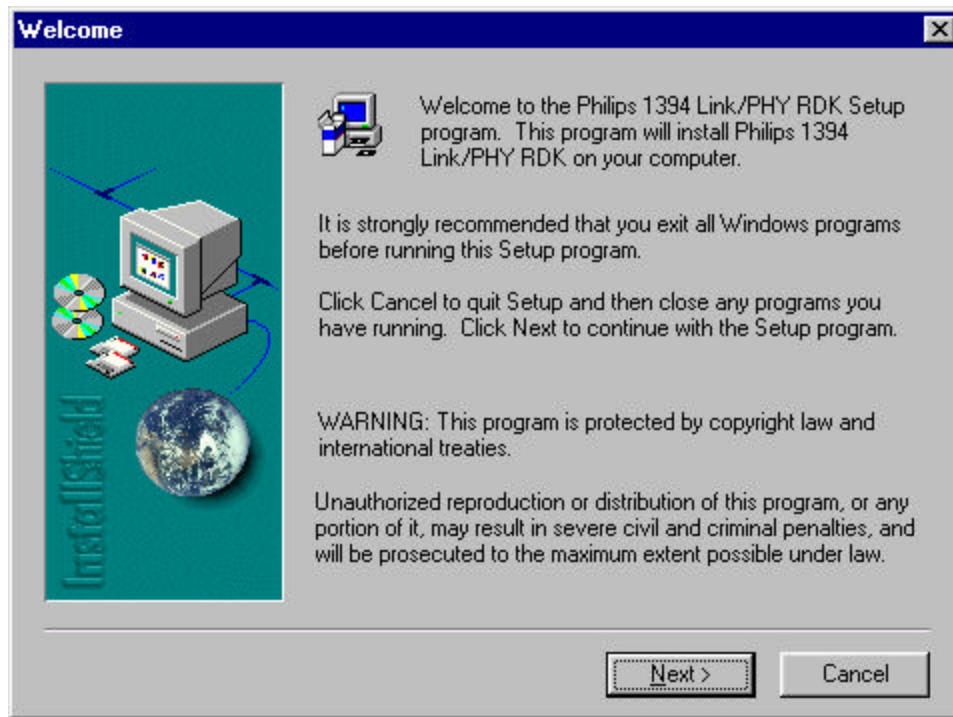 Welcome
Welcome to the Philips 1394 Link/PHY RDK Setup
program.  This program will install Philips 1394
Link/PHY RDK on your computer.
It is strongly recommended that you exit all Windows programs
before running this Setup program.
Click Cancel to quit Setup and then close any programs you
have running.  Click Next to continue with the Setup program.
WARNING: This program is protected by copyright law and
international treaties.
Unauthorized reproduction or distribution of this program, or any
portion of it, may result in severe civil and criminal penalties, and
will be prosecuted to the maximum extent possible under law.
InstallShield
Next >
Cancel